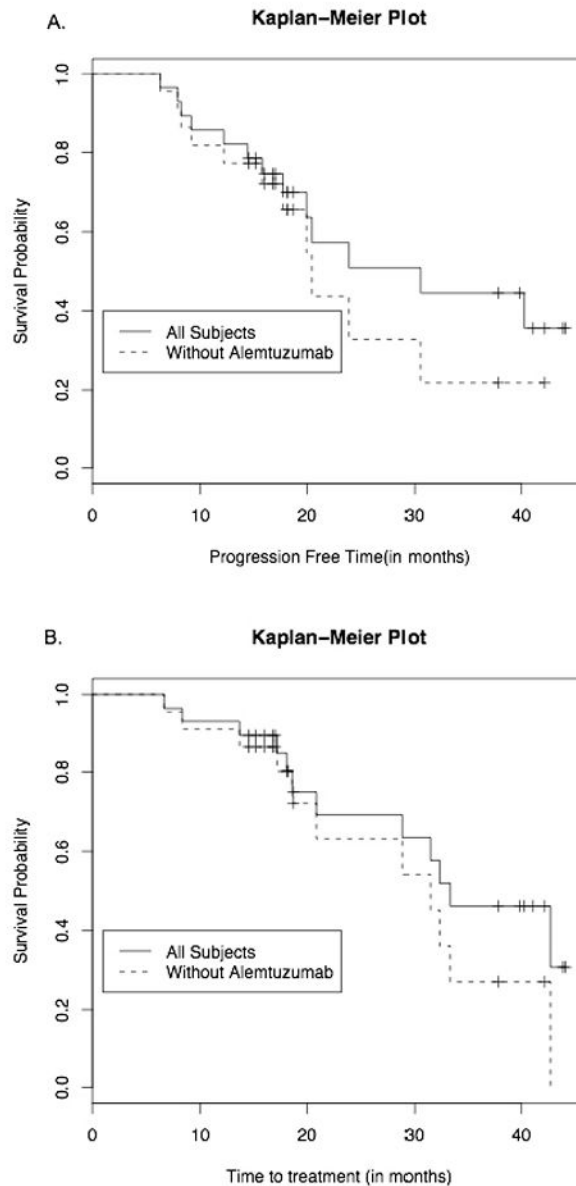 A.
Kaplan−Meier Plot
Survival Probability
1.0
0.8
0.6
0.4
0.2
0.0
All Subjects
Without Alemtuzumab
0 10 20 30 40
Progression Free Time(in months)
B.
Kaplan−Meier Plot
Survival Probability
1.0
0.8
0.6
0.4
0.2
0.0
All Subjects
Without Alemtuzumab
0 10 20 30 40
Time to treatment (in months)